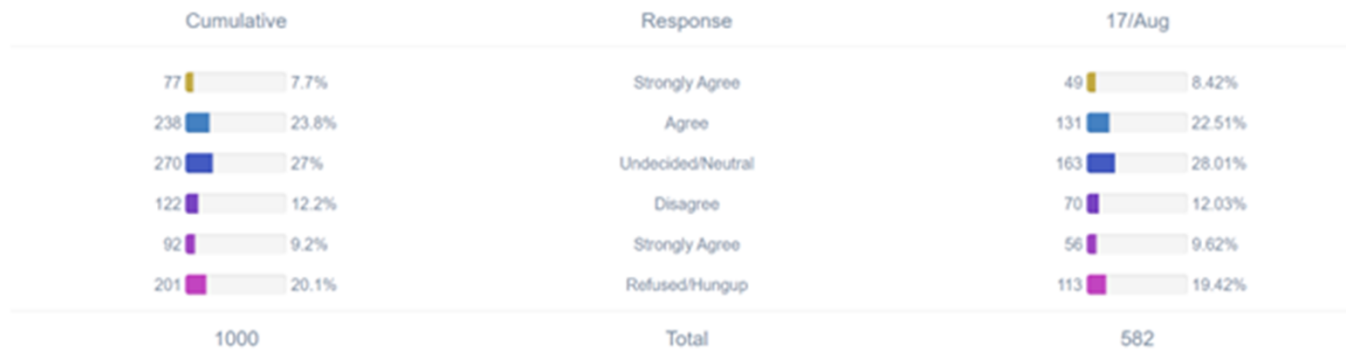 Cumulative Response 17/Aug
77 7.7% Strongly Agree 49 8.42%
238 23.8% Agree 131 22.51%
270 27% Undecided/Neutral 163 28.01%
122 12.2% Disagree 70 12.03%
92 9.2% Strongly Agree 56 9.62%
201 20.1% Refused/Hungup 113 19.42%
1000 Total 582